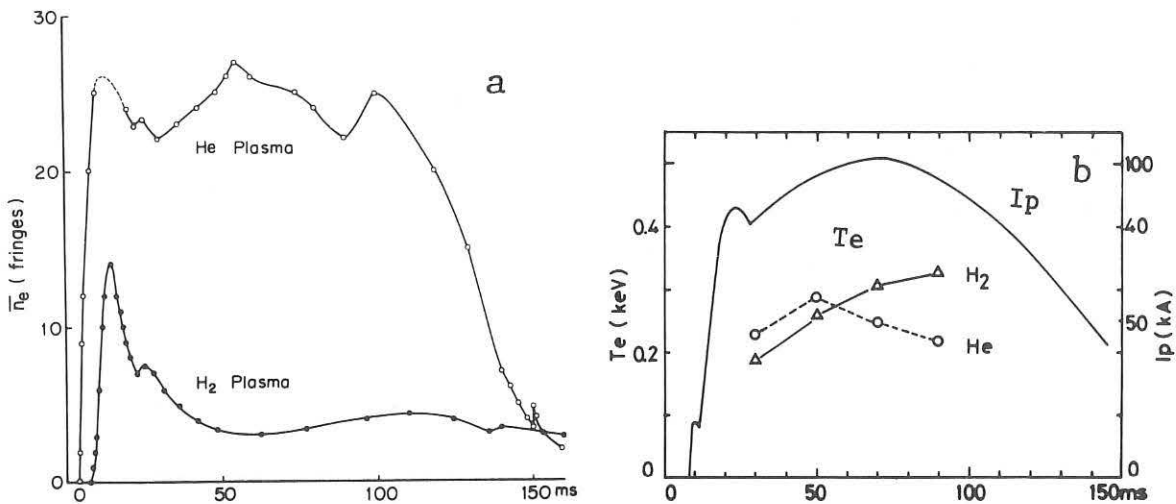 30
20
10
0
n̅e ( fringes)
a
He Plasma
H2 Plasma
0
50
100
150 ms
b
Te ( keV )
0.4
0.2
0
Te
Ip
H2
He
100
40
50
0
Ip ( kA )
0
50
100
150ms